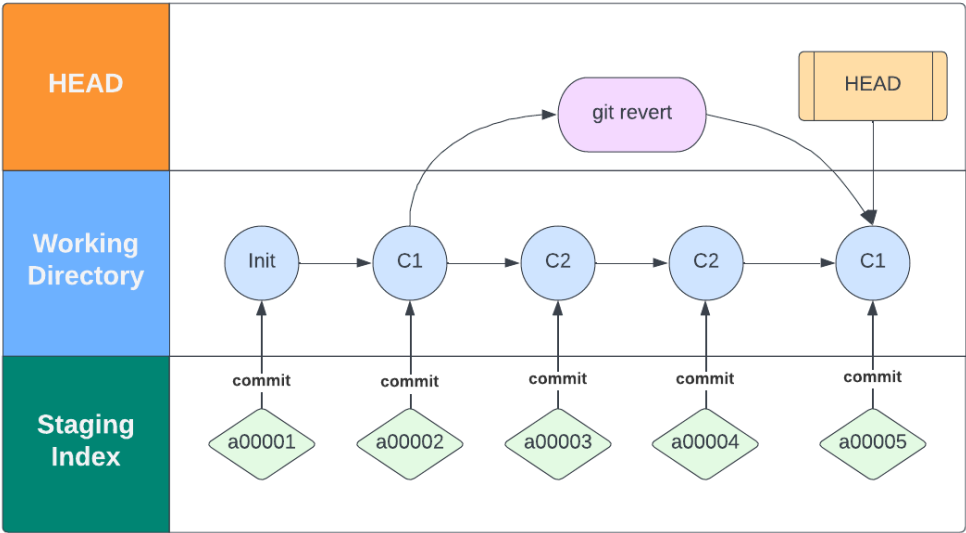 HEAD
git revert
HEAD
Working
Directory
Init
C1
C2
C2
C1
commit
commit
commit
commit
commit
Staging
Index
a00001
a00002
a00003
a00004
a00005